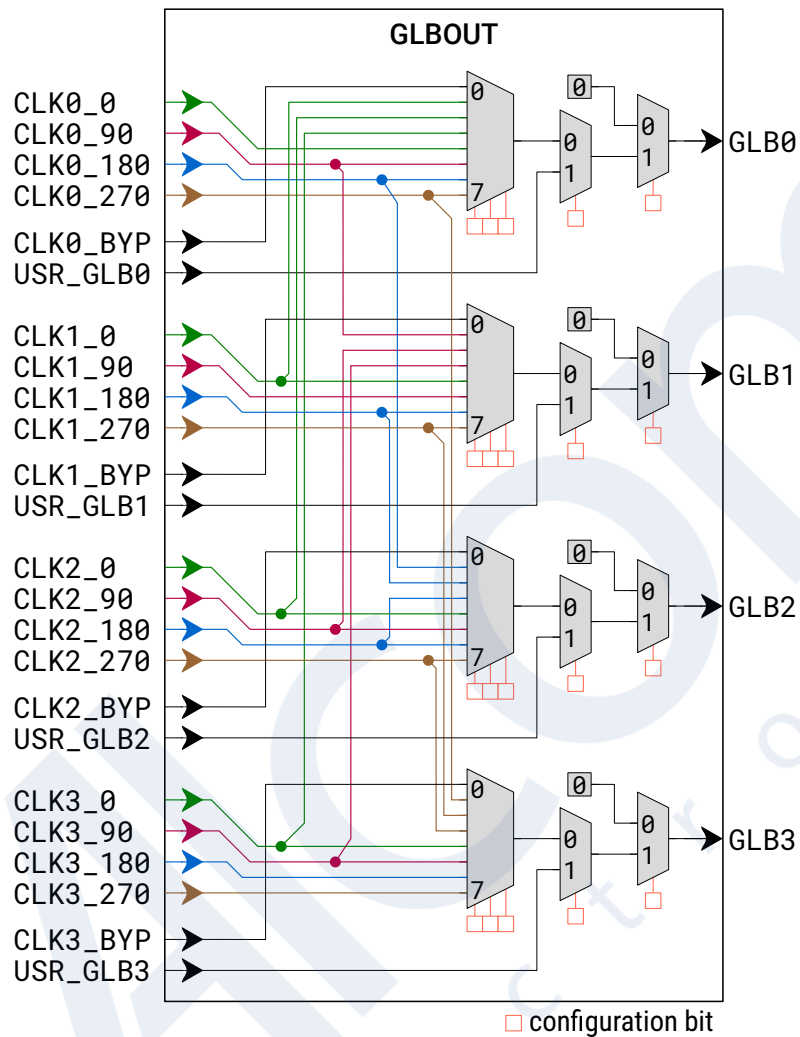 GLBOUT
CLK0_0
CLK0_90
CLK0_180
CLK0_270
CLK0_BYP
USR_GLB0
0
7
0
0
1
0
1
GLB0
CLK1_0
CLK1_90
CLK1_180
CLK1_270
CLK1_BYP
USR_GLB1
0
7
0
0
1
0
1
GLB1
CLK2_0
CLK2_90
CLK2_180
CLK2_270
CLK2_BYP
USR_GLB2
0
7
0
0
1
0
1
GLB2
CLK3_0
CLK3_90
CLK3_180
CLK3_270
CLK3_BYP
USR_GLB3
0
7
0
0
1
0
1
GLB3
configuration bit